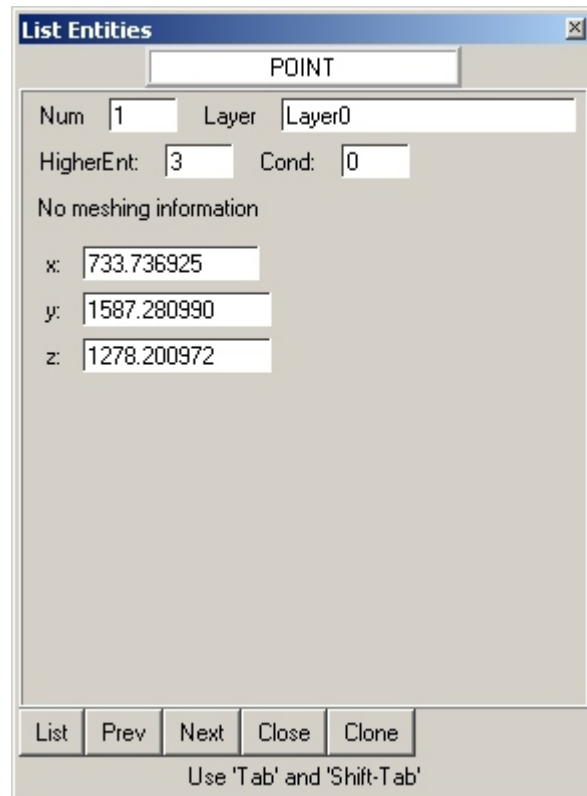 List Entities
POINT
Num 1 Layer Layer0
HigherEnt: 3 Cond: 0
No meshing information
x: 733.736925
y: 1587.280990
z: 1278.200972
List Prev Next Close Clone
Use 'Tab' and 'Shift-Tab'